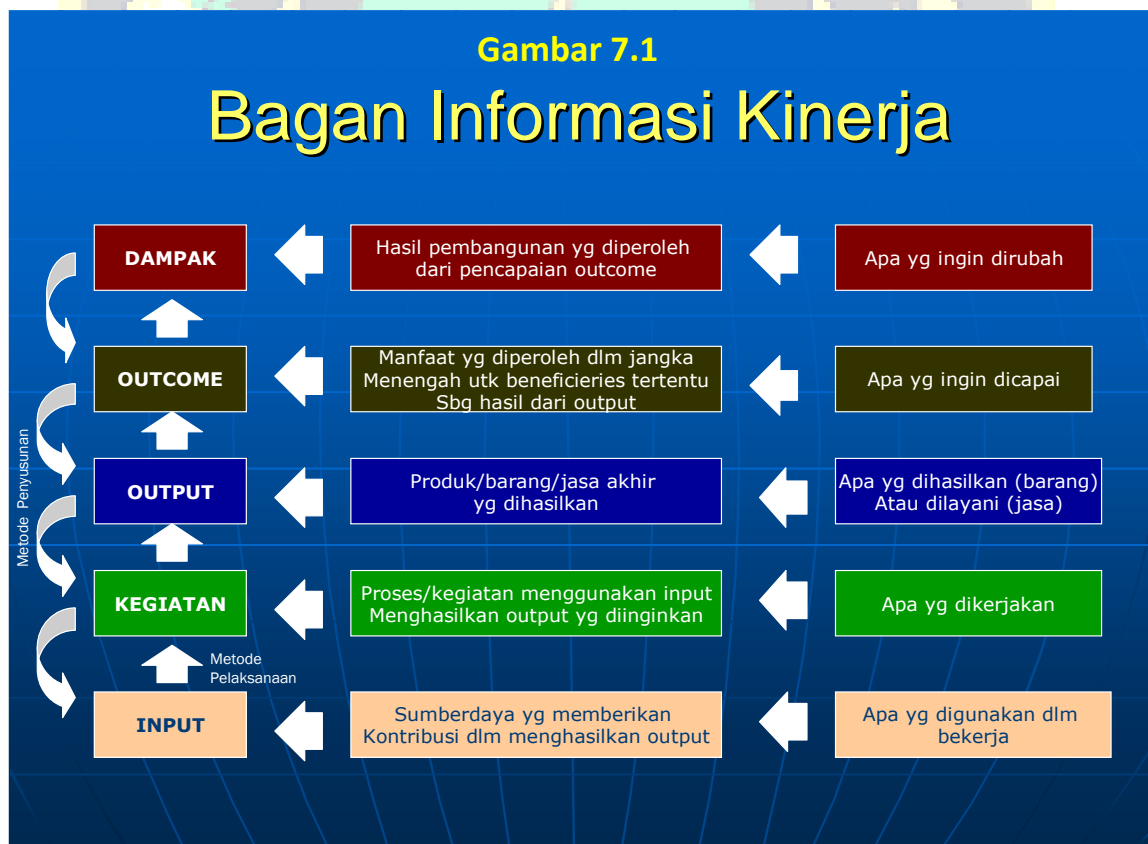 Gambar 7.1
Bagan Informasi Kinerja
DAMPAK
Hasil pembangunan yg diperoleh
dari pencapaian outcome
Apa yg ingin dirubah
OUTCOME
Manfaat yg diperoleh dlm jangka
Menengah utk beneficieries tertentu
Sbg hasil dari output
Apa yg ingin dicapai
Metode Penyusunan
OUTPUT
Produk/barang/jasa akhir
yg dihasilkan
Apa yg dihasilkan (barang)
Atau dilayani (jasa)
KEGIATAN
Proses/kegiatan menggunakan input
Menghasilkan output yg diinginkan
Apa yg dikerjakan
Metode
Pelaksanaan
INPUT
Sumberdaya yg memberikan
Kontribusi dlm menghasilkan output
Apa yg digunakan dlm
bekerja